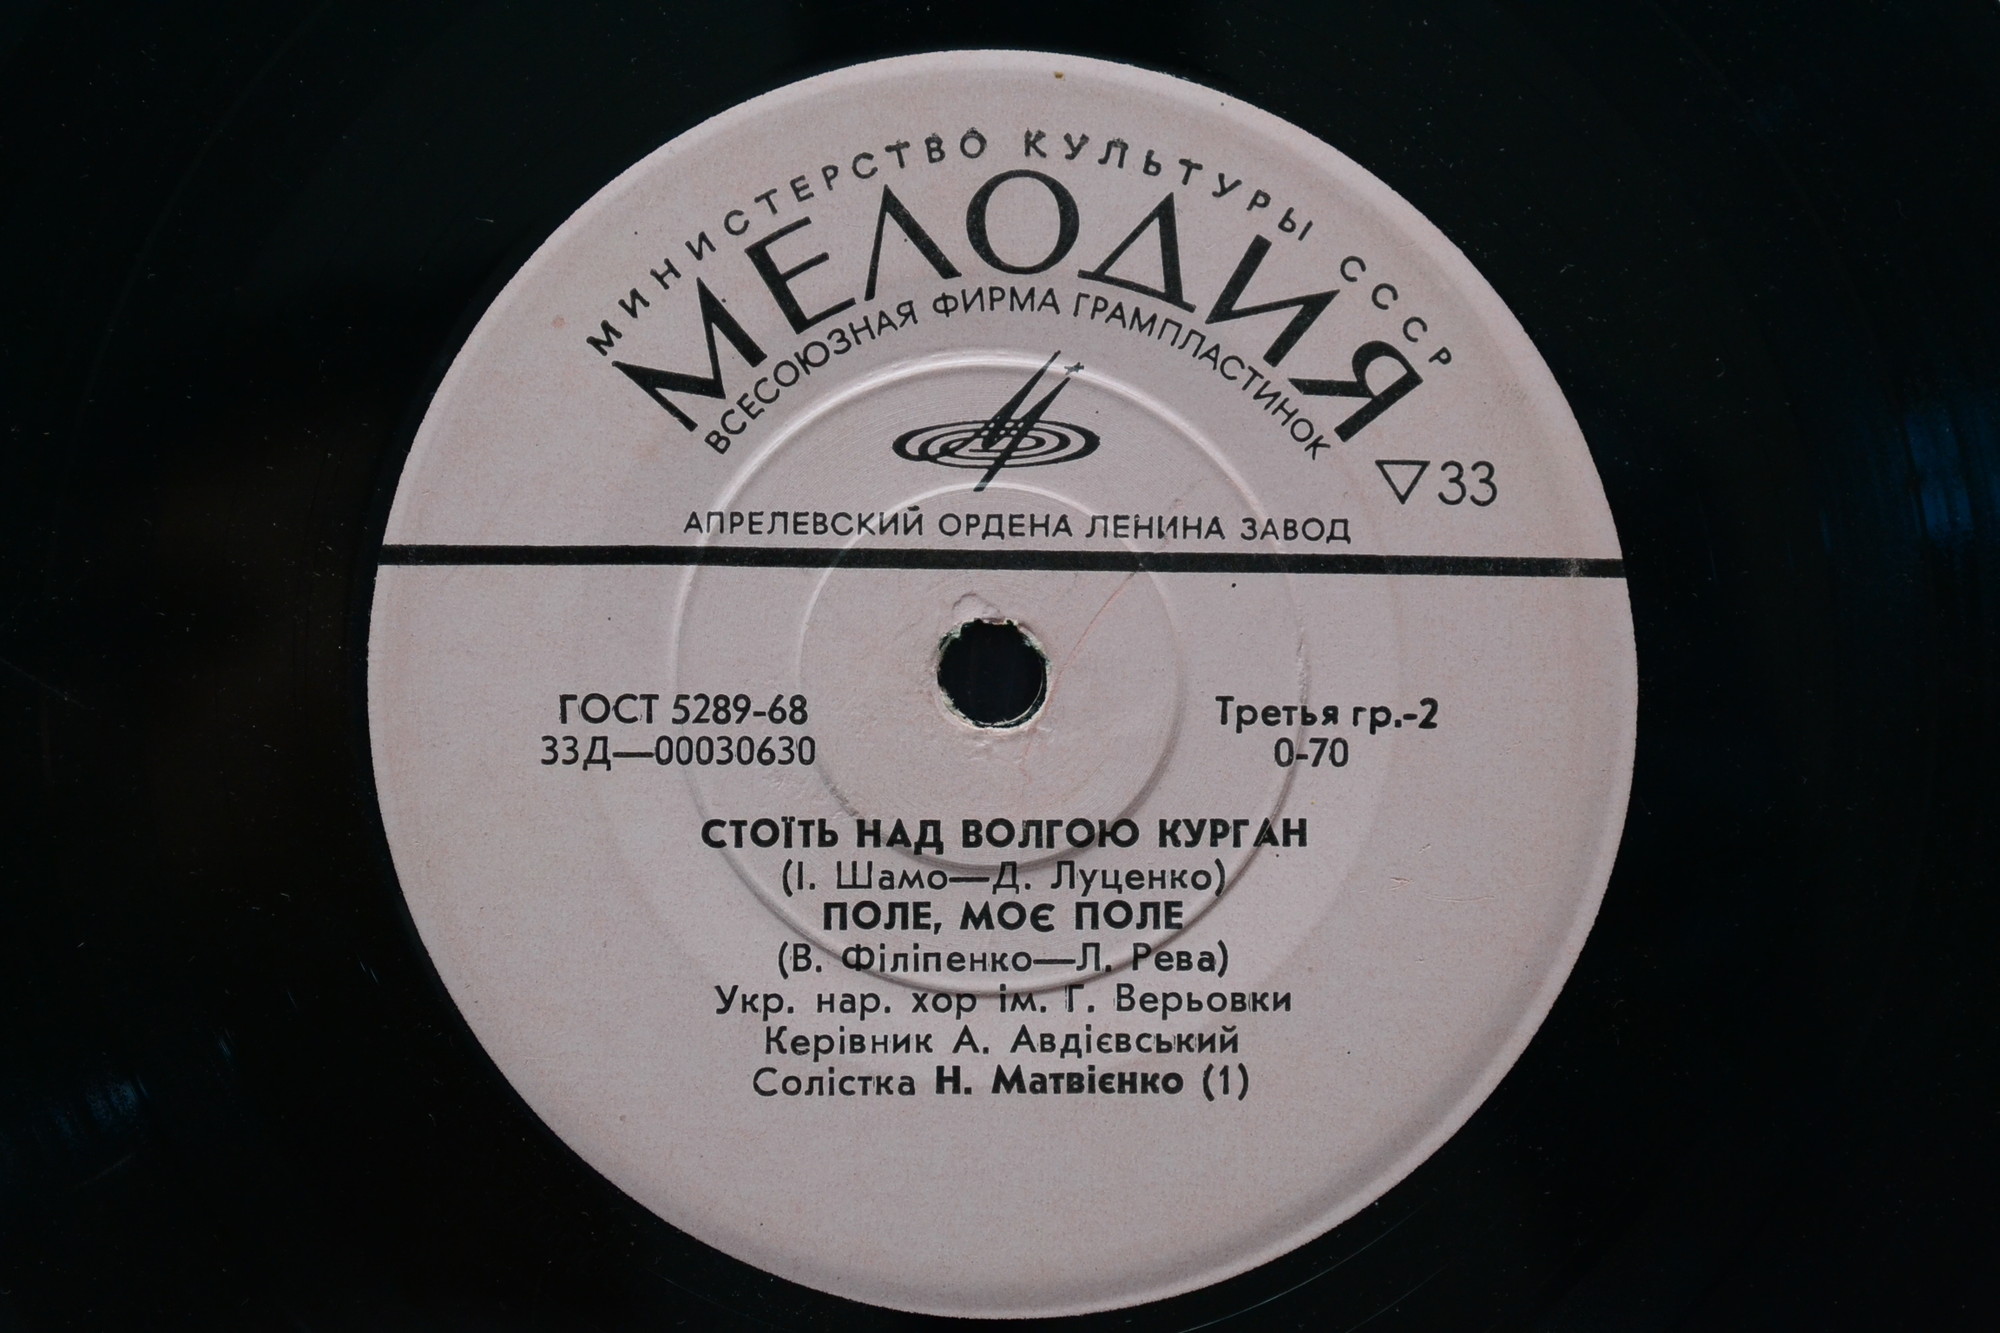 МИНИСТЕРСТВО КУЛЬТУРЫ СССР
МЕЛОДИЯ
ВСЕСОЮЗНАЯ ФИРМА ГРАМПЛАСТИНОК
▽33
АПРЕЛЕВСКИЙ ОРДЕНА ЛЕНИНА ЗАВОД
ГОСТ 5289-68
Третья гр.-2
33Д—00030630
0-70
СТОЇТЬ НАД ВОЛГОЮ КУРГАН
(І. Шамо—Д. Луценко)
ПОЛЕ, МОЄ ПОЛЕ
(В. Філіпенко—Л. Рева)
Укр. нар. хор ім. Г. Верьовки
Керівник А. Авдієвський
Солістка Н. Матвієнко (1)